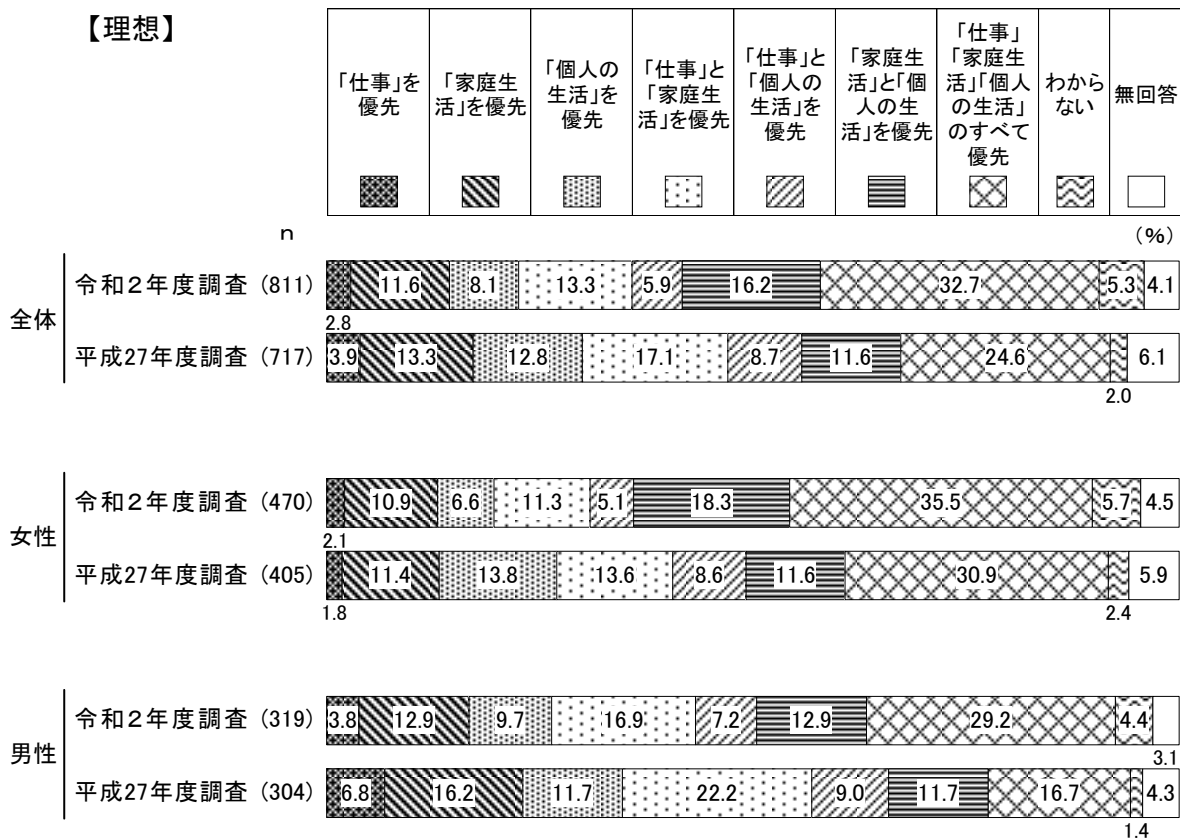 【理想】
「仕事」を
優先
「家庭生
活」を優先
「個人の
生活」を
優先
「仕事」と
「家庭生
活」を優先
「仕事」と
「個人の
生活」を
優先
「家庭生
活」と「個
人の生
活」を優先
「仕事」
「家庭生
活」「個人
の生活」
のすべて
優先
わから
ない
無回答
n
(%)
全体
令和2年度調査 (811)
11.6 8.1 13.3 5.9 16.2 32.7 5.3 4.1
2.8
平成27年度調査 (717)
3.9 13.3 12.8 17.1 8.7 11.6 24.6 6.1
2.0
女性
令和2年度調査 (470)
10.9 6.6 11.3 5.1 18.3 35.5 5.7 4.5
2.1
平成27年度調査 (405)
11.4 13.8 13.6 8.6 11.6 30.9 5.9
1.8 2.4
男性
令和2年度調査 (319)
3.8 12.9 9.7 16.9 7.2 12.9 29.2 4.4
3.1
平成27年度調査 (304)
6.8 16.2 11.7 22.2 9.0 11.7 16.7 4.3
1.4